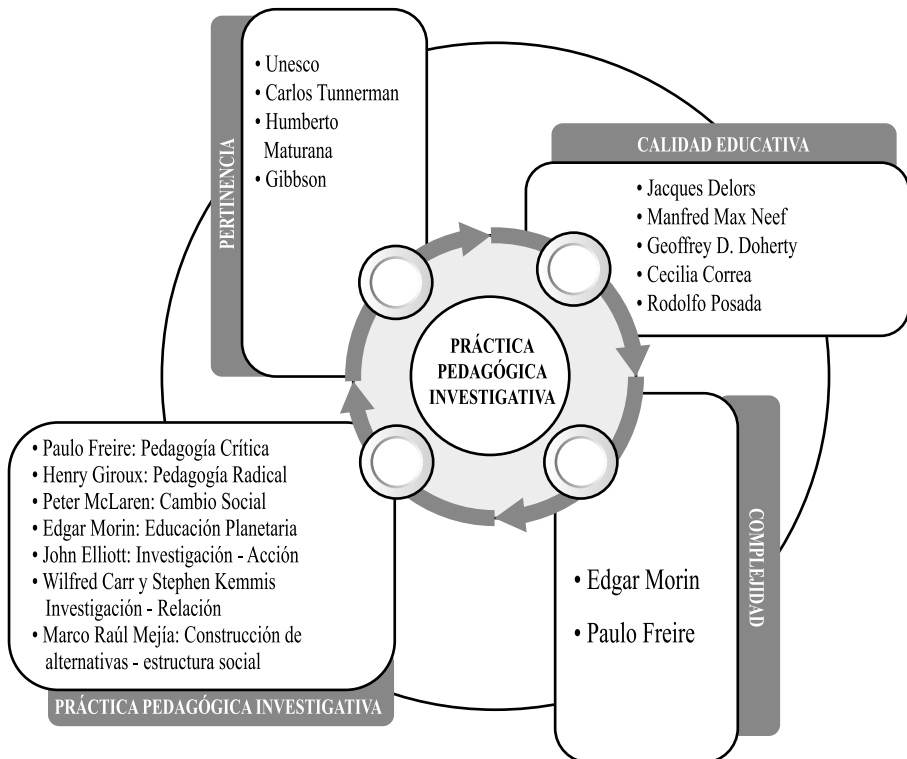 PERTINENCIA
• Unesco
• Carlos Tunnerman
• Humberto
Maturana
• Gibbson
CALIDAD EDUCATIVA
• Jacques Delors
• Manfred Max Neef
• Geoffrey D. Doherty
• Cecilia Correa
• Rodolfo Posada
PRÁCTICA
PEDAGÓGICA
INVESTIGATIVA
• Paulo Freire: Pedagogía Crítica
• Henry Giroux: Pedagogía Radical
• Peter McLaren: Cambio Social
• Edgar Morin: Educación Planetaria
• John Elliott: Investigación - Acción
• Wilfred Carr y Stephen Kemmis
Investigación - Relación
• Marco Raúl Mejía: Construcción de
alternativas - estructura social
PRÁCTICA PEDAGÓGICA INVESTIGATIVA
COMPLEJIDAD
• Edgar Morin
• Paulo Freire